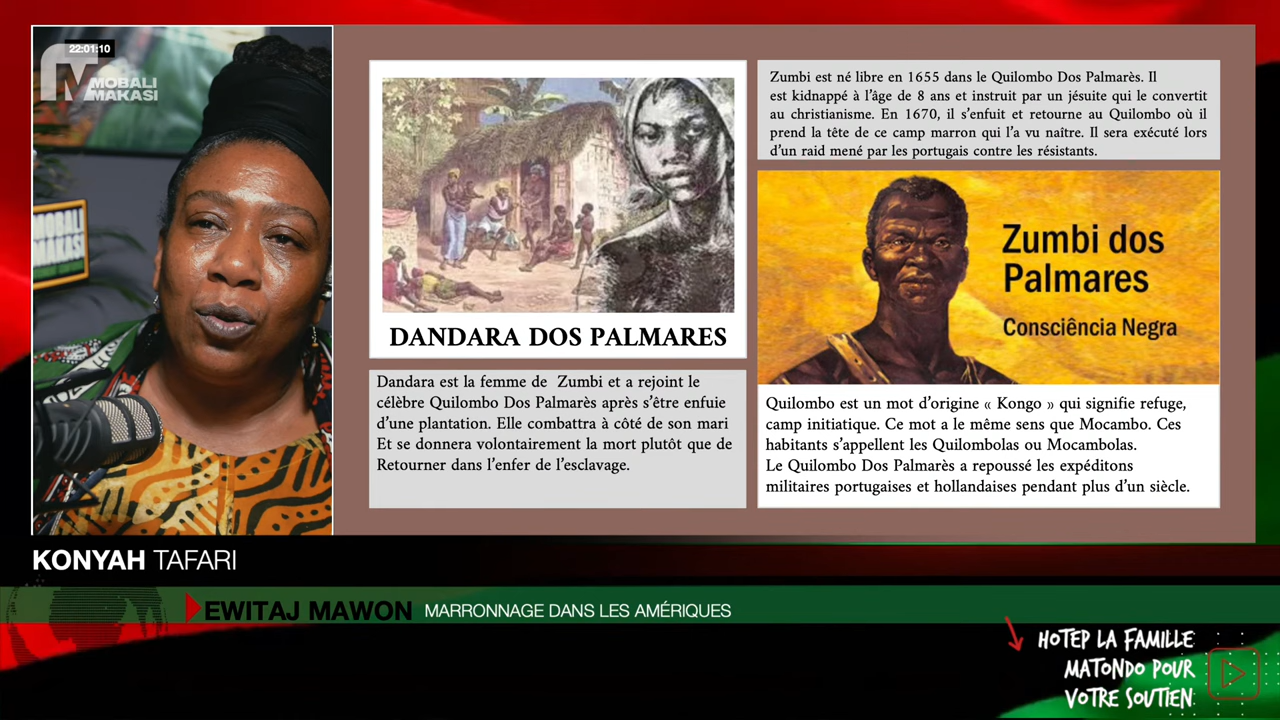 22:01:10
MOBALI
MAKASI
MOBALI
MAKASI
DANDARA DOS PALMARES
Dandara est la femme de Zumbi et a rejoint le
célèbre Quilombo Dos Palmarès après s’être enfuie
d’une plantation. Elle combattra à côté de son mari
Et se donnera volontairement la mort plutôt que de
Retourner dans l’enfer de l’esclavage.
Zumbi est né libre en 1655 dans le Quilombo Dos Palmarès. Il
est kidnappé à l’âge de 8 ans et instruit par un jésuite qui le convertit
au christianisme. En 1670, il s’enfuit et retourne au Quilombo où il
prend la tête de ce camp marron qui l’a vu naître. Il sera exécuté lors
d’un raid mené par les portugais contre les résistants.
Zumbi dos
Palmares
Consciência Negra
Quilombo est un mot d’origine « Kongo » qui signifie refuge,
camp initiatique. Ce mot a le même sens que Mocambo. Ces
habitants s’appellent les Quilombolas ou Mocambolas.
Le Quilombo Dos Palmarès a repoussé les expéditons
militaires portugaises et hollandaises pendant plus d’un siècle.
KONYAH TAFARI
EWITAJ MAWON MARRONNAGE DANS LES AMÉRIQUES
HOTEP LA FAMILLE
MATONDO POUR
VOTRE SOUTIEN